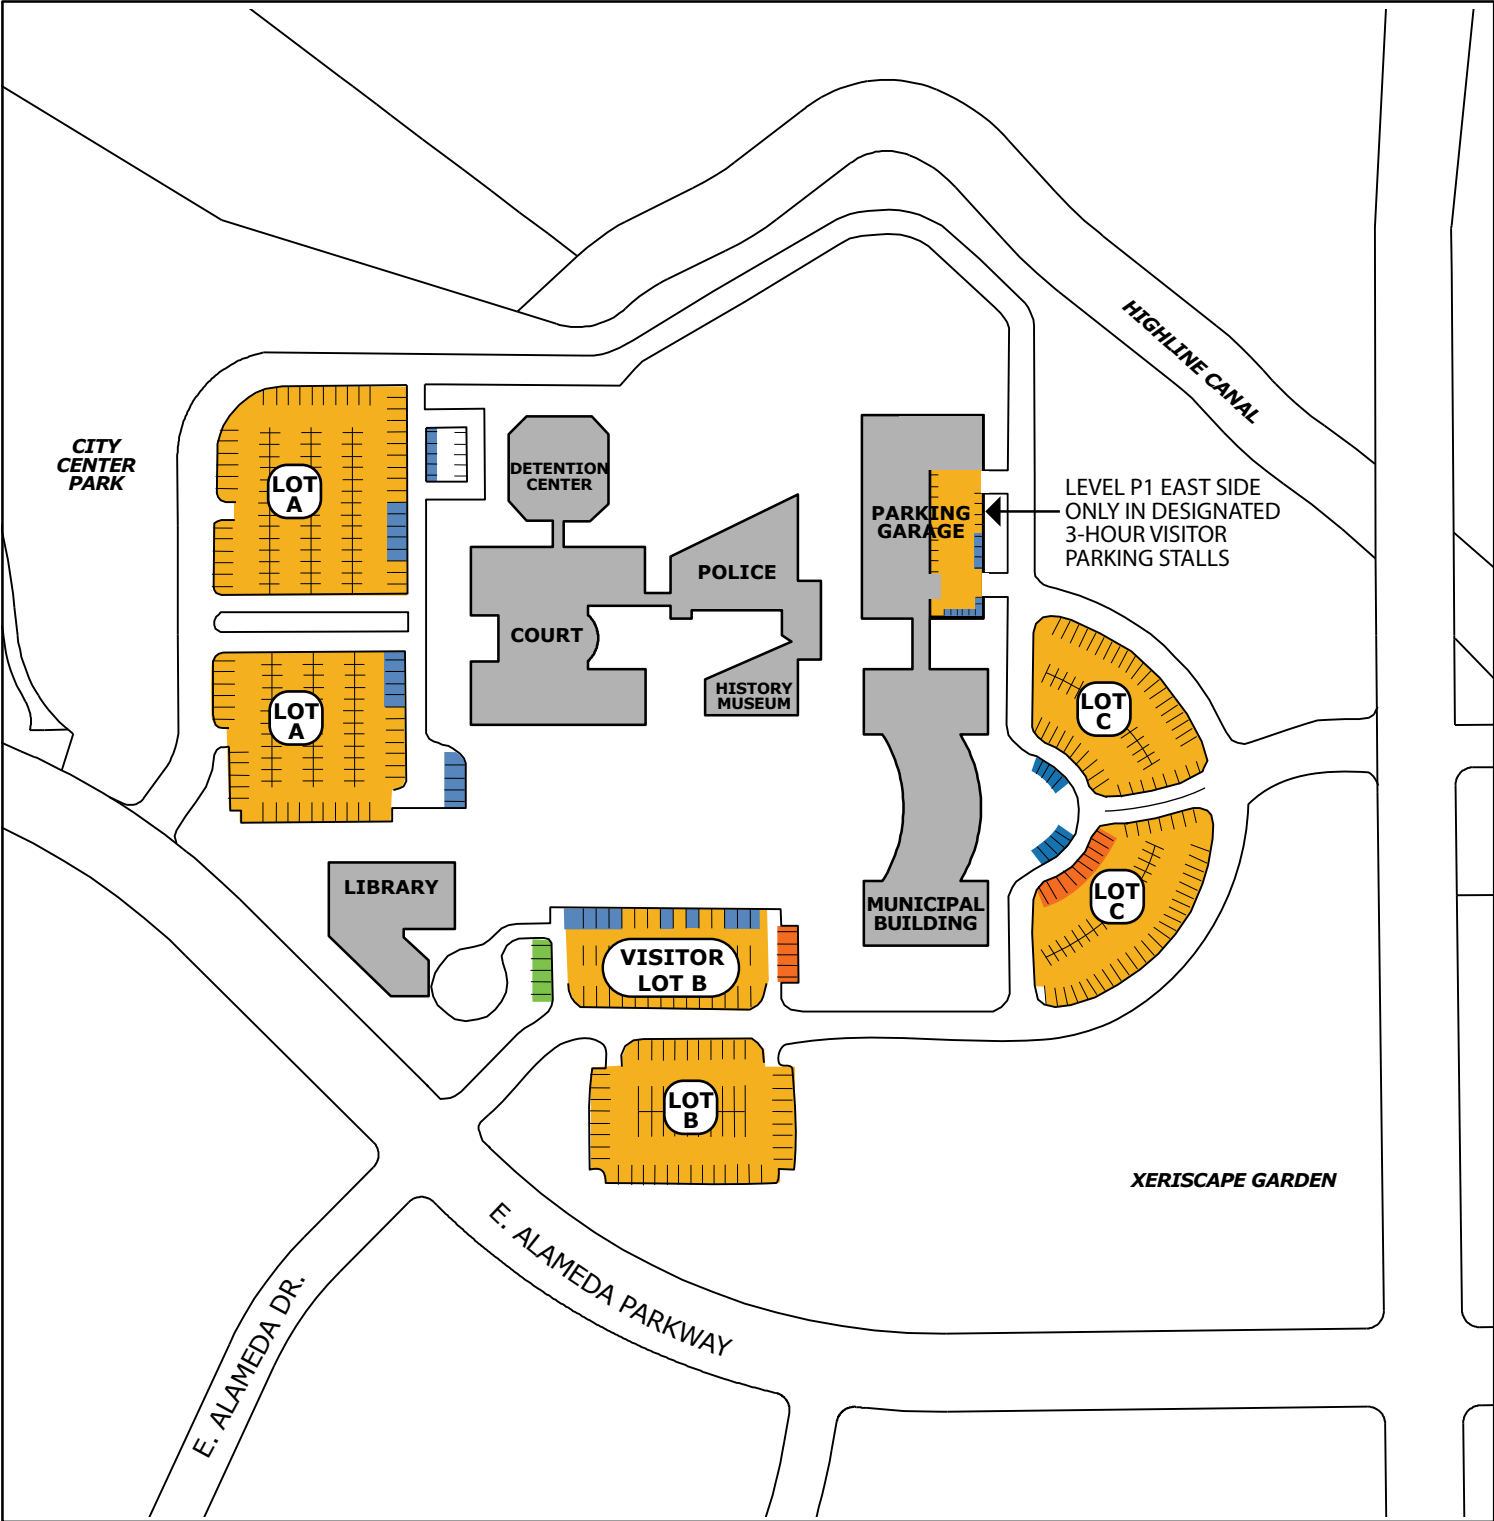 HIGHLINE CANAL
CITY
CENTER
PARK
LOT
A
DETENTION
CENTER
PARKING
GARAGE
LEVEL P1 EAST SIDE
ONLY IN DESIGNATED
3-HOUR VISITOR
PARKING STALLS
POLICE
COURT
HISTORY
MUSEUM
LOT
A
LOT
C
LIBRARY
LOT
C
MUNICIPAL
BUILDING
VISITOR
LOT B
LOT
B
XERISCAPE GARDEN
E. ALAMEDA PARKWAY
E. ALAMEDA DR.